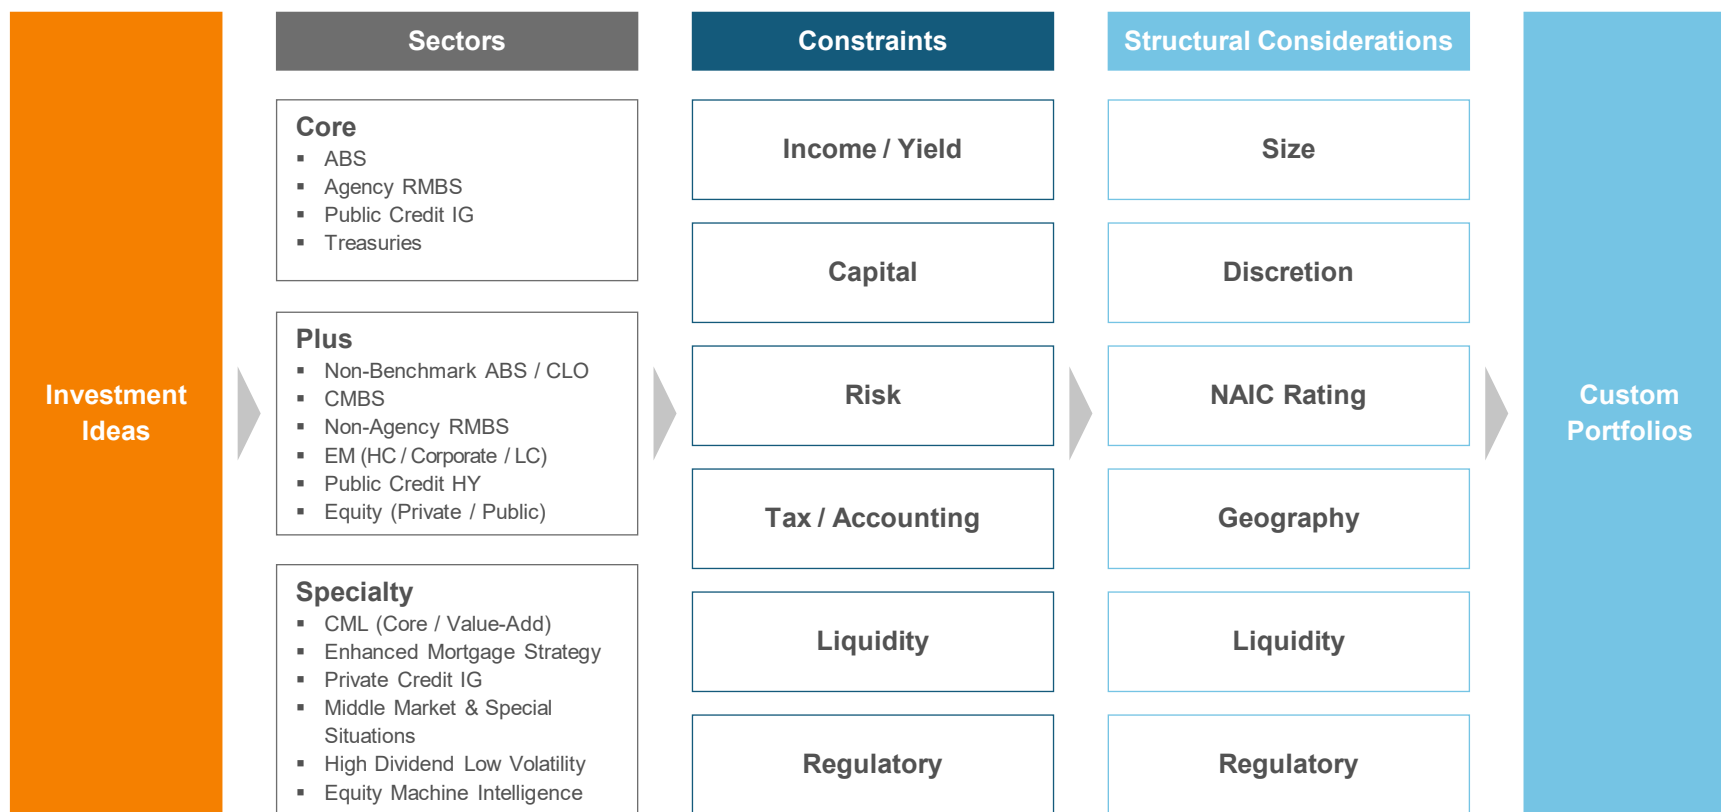 Investment
Ideas
Sectors
Core
▪ ABS
▪ Agency RMBS
▪ Public Credit IG
▪ Treasuries
Plus
▪ Non-Benchmark ABS / CLO
▪ CMBS
▪ Non-Agency RMBS
▪ EM (HC / Corporate / LC)
▪ Public Credit HY
▪ Equity (Private / Public)
Specialty
▪ CML (Core / Value-Add)
▪ Enhanced Mortgage Strategy
▪ Private Credit IG
▪ Middle Market & Special
Situations
▪ High Dividend Low Volatility
▪ Equity Machine Intelligence
Constraints
Income / Yield
Capital
Risk
Tax / Accounting
Liquidity
Regulatory
Structural Considerations
Size
Discretion
NAIC Rating
Geography
Liquidity
Regulatory
Custom
Portfolios